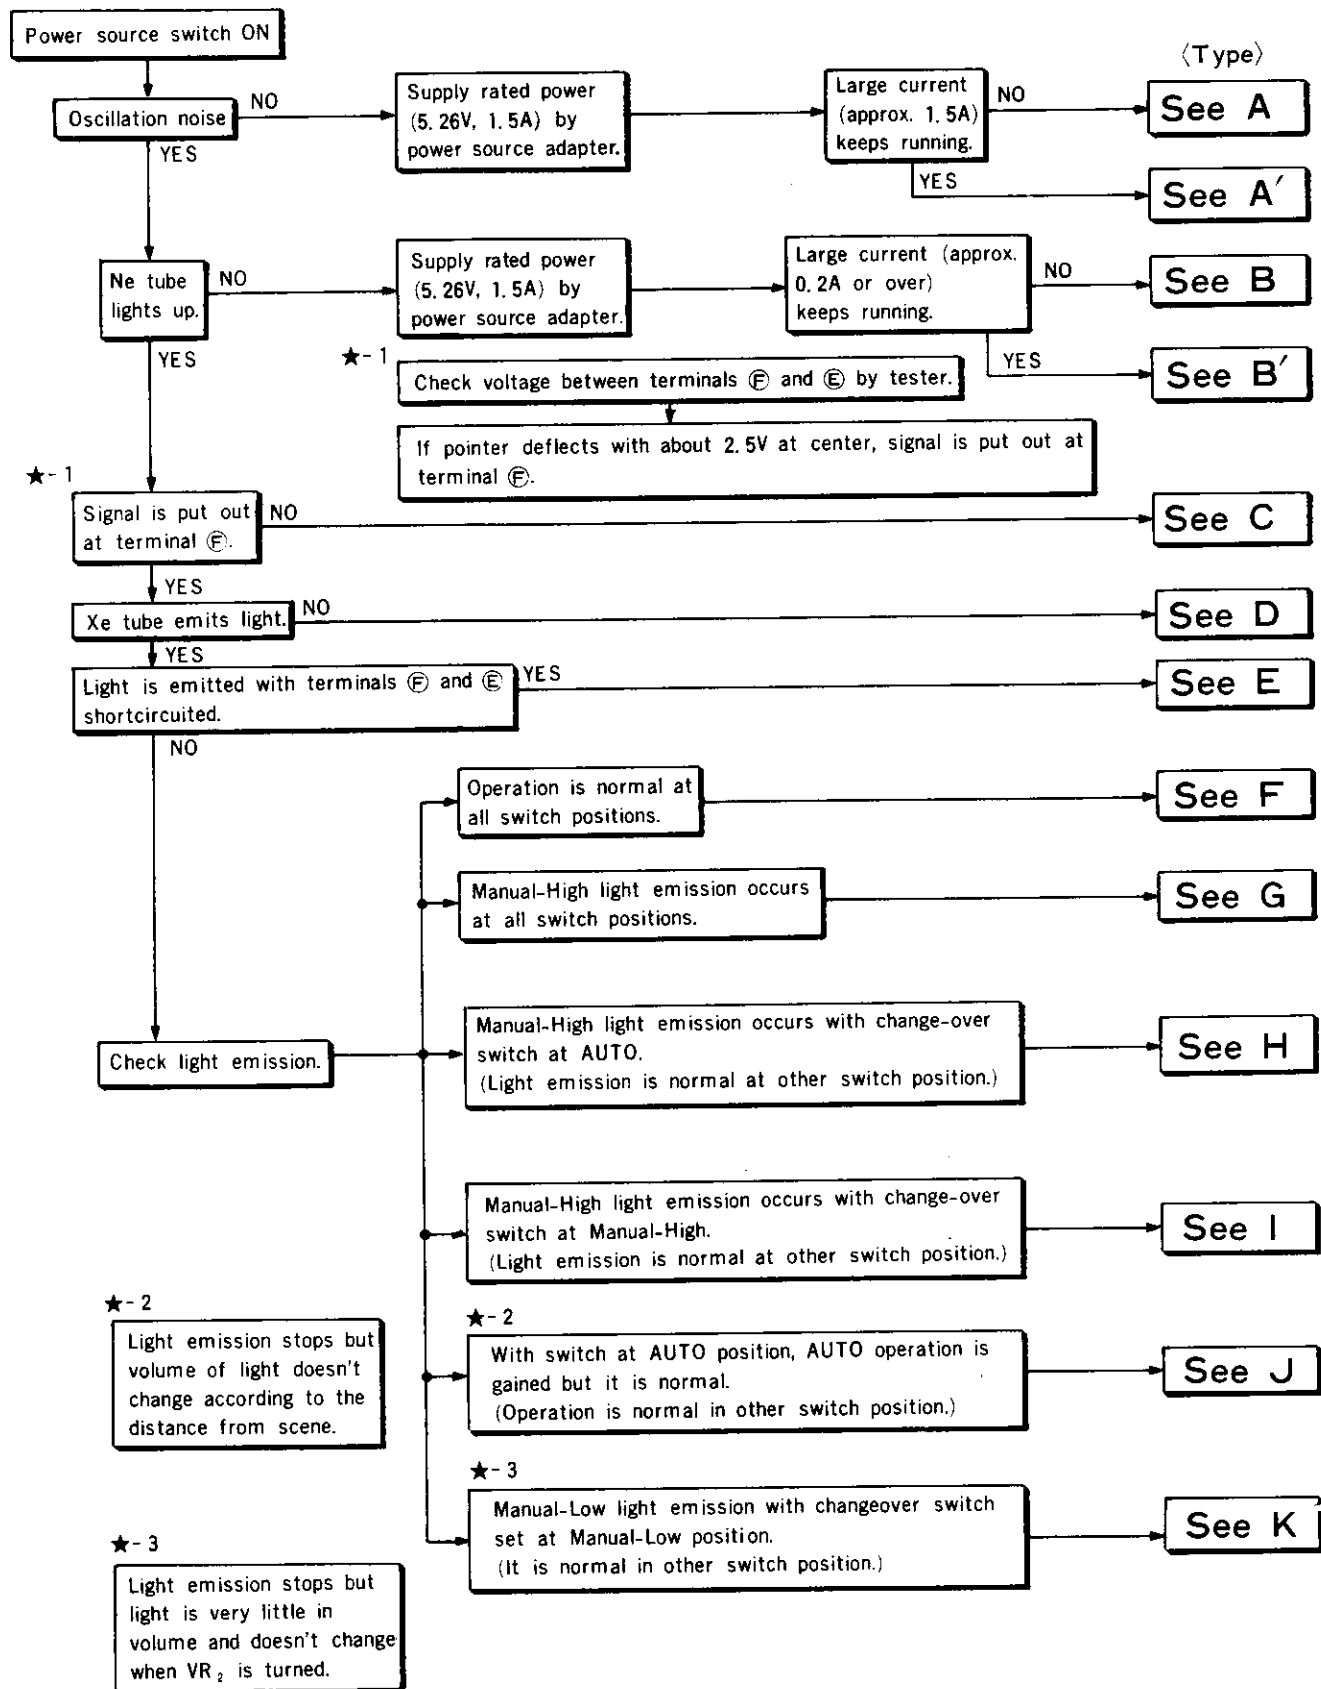 Power source switch ON
〈Type〉
Oscillation noise
NO
YES
Supply rated power
(5.26V, 1.5A) by
power source adapter.
Large current
(approx. 1.5A)
keeps running.
NO
See A
YES
See A′
Ne tube
lights up.
NO
YES
Supply rated power
(5.26V, 1.5A) by
power source adapter.
Large current (approx.
0.2A or over)
keeps running.
NO
See B
YES
See B′
★-1
Check voltage between terminals Ⓕ and Ⓔ by tester.
If pointer deflects with about 2.5V at center, signal is put out at
terminal Ⓕ.
★-1
Signal is put out
at terminal Ⓕ.
NO
See C
YES
Xe tube emits light.
NO
See D
YES
Light is emitted with terminals Ⓕ and Ⓔ
shortcircuited.
YES
See E
NO
Operation is normal at
all switch positions.
See F
Manual-High light emission occurs
at all switch positions.
See G
Check light emission.
Manual-High light emission occurs with change-over
switch at AUTO.
(Light emission is normal at other switch position.)
See H
Manual-High light emission occurs with change-over
switch at Manual-High.
(Light emission is normal at other switch position.)
See I
★-2
Light emission stops but
volume of light doesn't
change according to the
distance from scene.
★-2
With switch at AUTO position, AUTO operation is
gained but it is normal.
(Operation is normal in other switch position.)
See J
★-3
Manual-Low light emission with changeover switch
set at Manual-Low position.
(It is normal in other switch position.)
See K
★-3
Light emission stops but
light is very little in
volume and doesn't change
when VR₂ is turned.